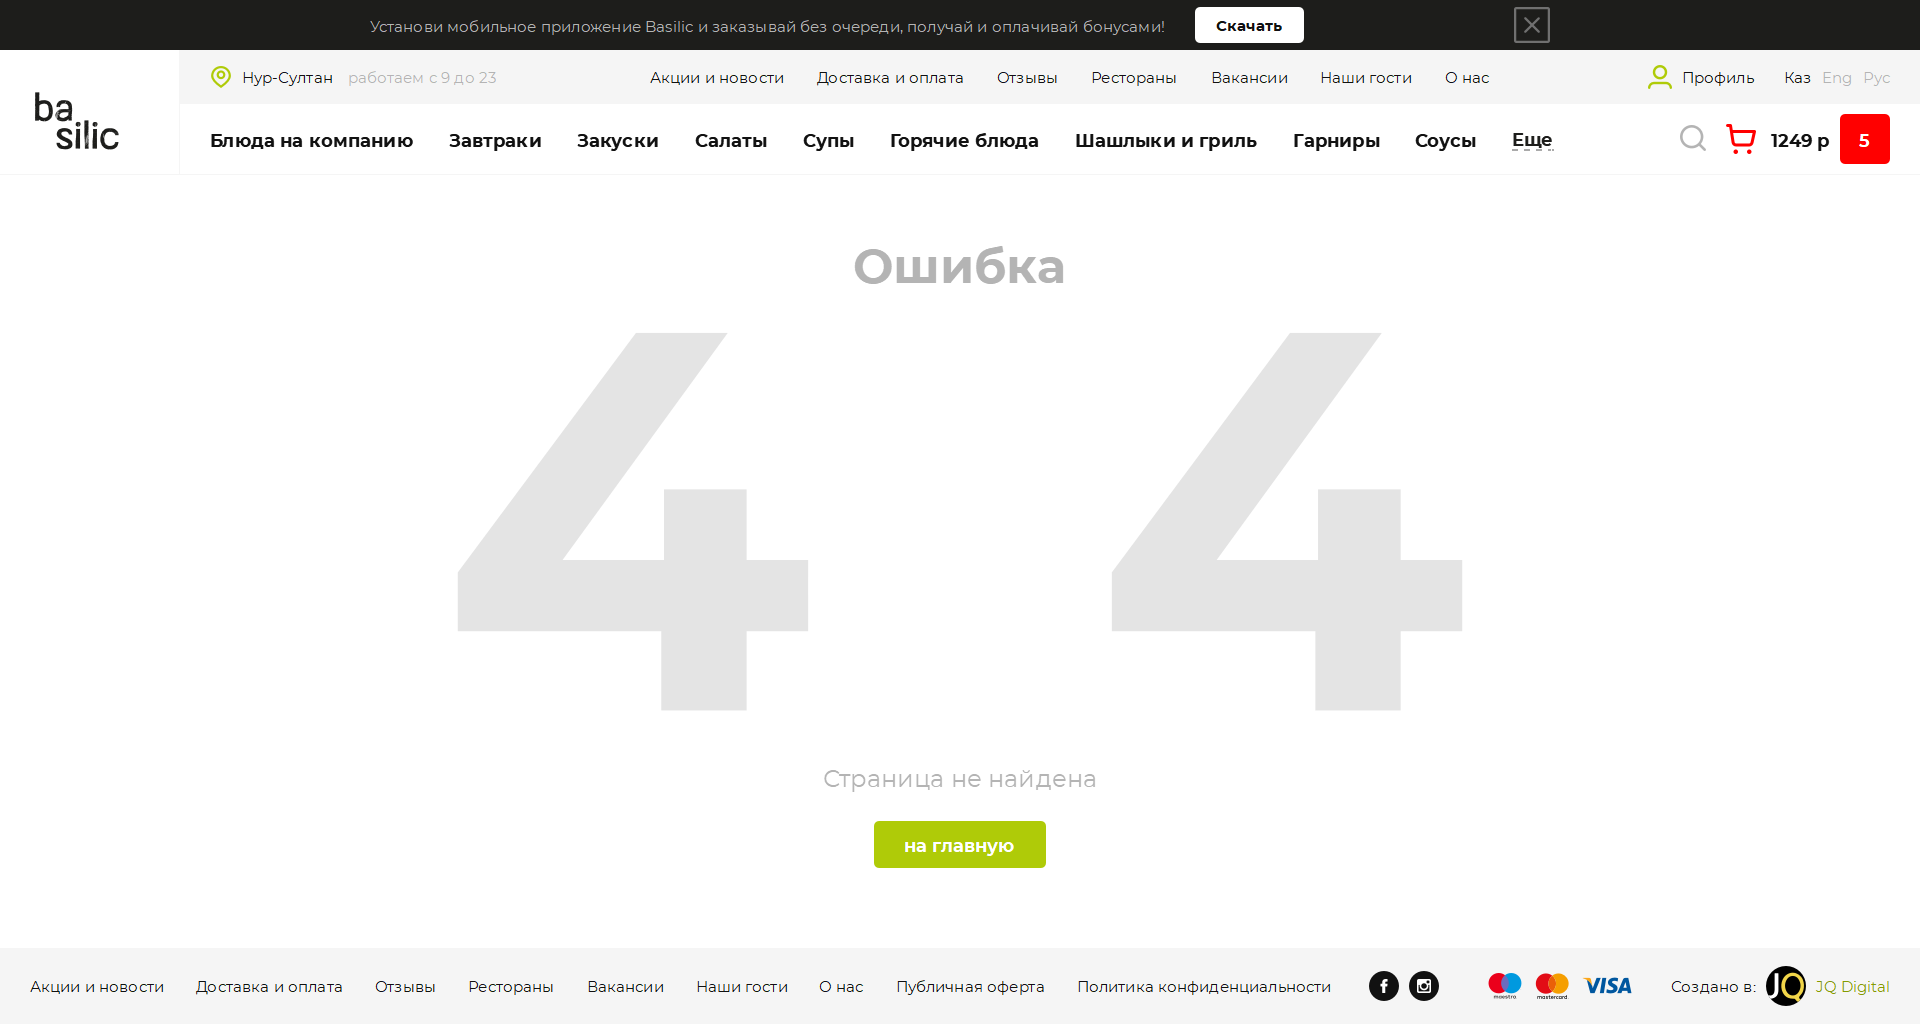 Установи мобильное приложение Basilic и заказывай без очереди, получай и оплачивай бонусами!
Скачать
ba
silic
Нур-Султан
работаем с 9 до 23
Акции и новости
Доставка и оплата
Отзывы
Рестораны
Вакансии
Наши гости
О нас
Профиль
Каз
Eng
Рус
Блюда на компанию
Завтраки
Закуски
Салаты
Супы
Горячие блюда
Шашлыки и гриль
Гарниры
Соусы
Еще
1249 р
5
Ошибка
4 4
Страница не найдена
на главную
Акции и новости
Доставка и оплата
Отзывы
Рестораны
Вакансии
Наши гости
О нас
Публичная оферта
Политика конфиденциальности
maestro
mastercard
VISA
Создано в:
JQ
JQ Digital